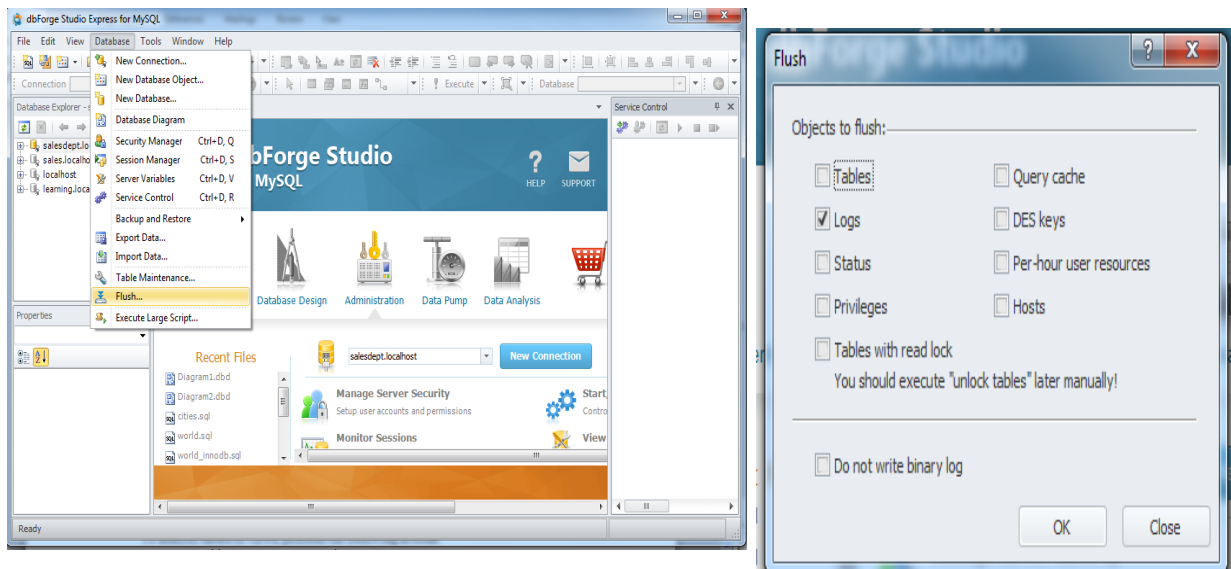 dbForge Studio Express for MySQL
File Edit View Database Tools Window Help
New Connection...
New Database Object...
New Database...
Database Diagram
Security Manager Ctrl+D, Q
Session Manager Ctrl+D, S
Server Variables Ctrl+D, V
Service Control Ctrl+D, R
Backup and Restore
Export Data...
Import Data...
Table Maintenance...
Flush...
Execute Large Script...
Connection
Execute
Database
Database Explorer - s
salesdept.lo
sales.localho
localhost
learning.loca
Properties
Service Control
bForge Studio
MySQL
HELP SUPPORT
Database Design Administration Data Pump Data Analysis
Recent Files
Diagram1.dbd
Diagram2.dbd
cities.sql
world.sql
world_innodb.sql
salesdept.localhost
New Connection
Manage Server Security
Setup user accounts and permissions
Monitor Sessions
Start,
Contro
View
Ready
Flush
Objects to flush:
Tables Query cache
Logs DES keys
Status Per-hour user resources
Privileges Hosts
Tables with read lock
You should execute "unlock tables" later manually!
Do not write binary log
OK Close